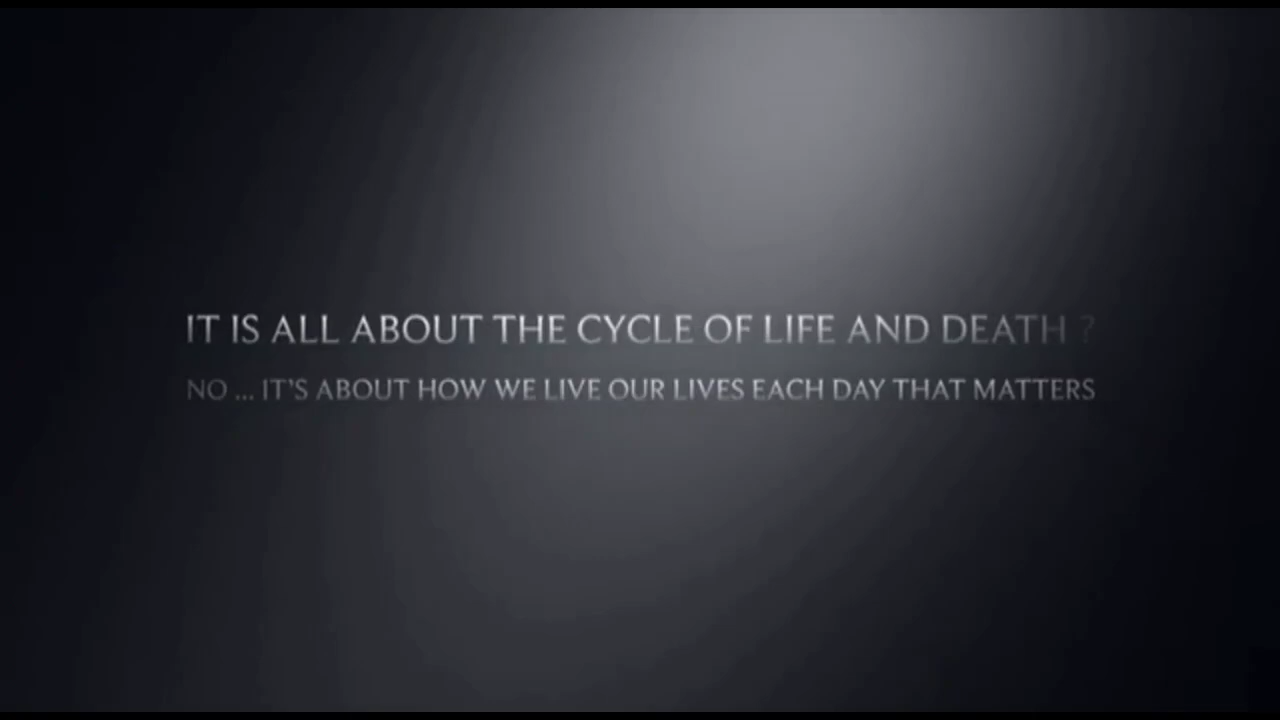 IT IS ALL ABOUT THE CYCLE OF LIFE AND DEATH ?
NO ... IT'S ABOUT HOW WE LIVE OUR LIVES EACH DAY THAT MATTERS